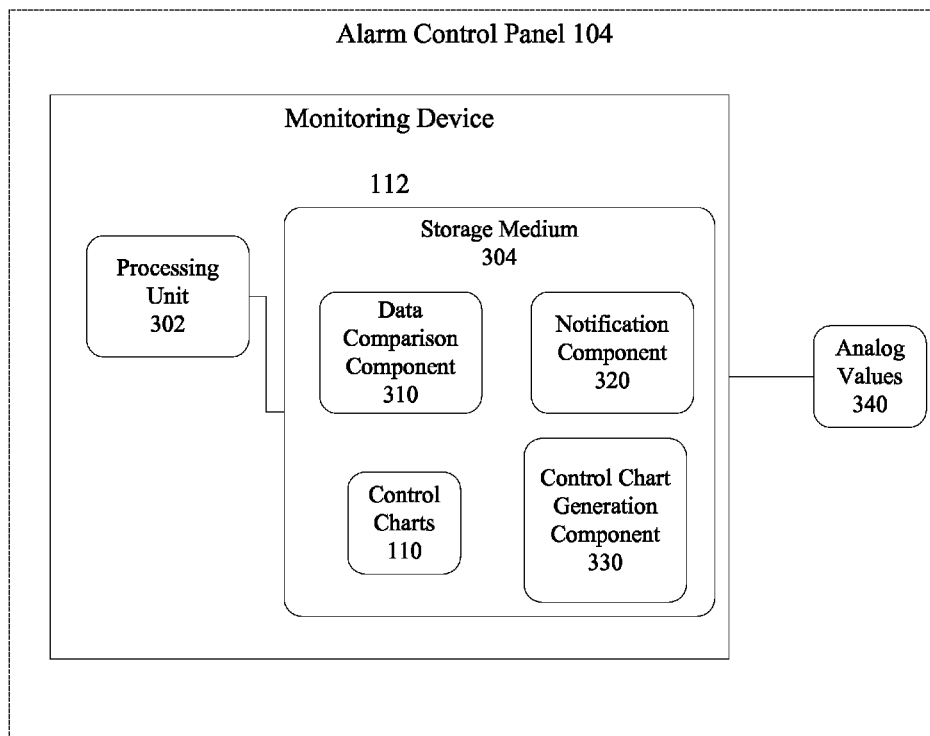 Alarm Control Panel 104
Monitoring Device
112
Storage Medium
304
Processing
Unit
302
Data
Comparison
Component
310
Notification
Component
320
Analog
Values
340
Control
Charts
110
Control Chart
Generation
Component
330